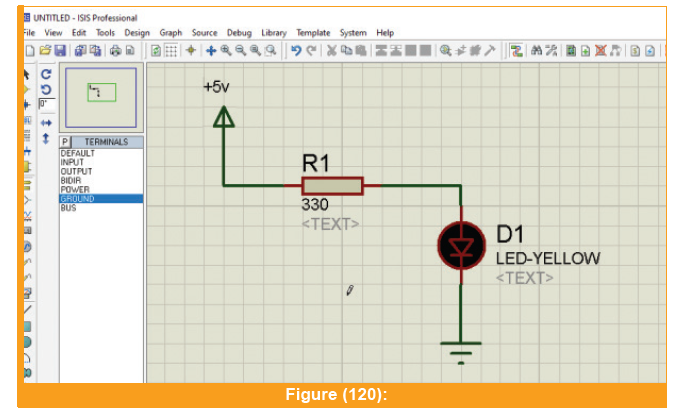 UNTITLED - ISIS Professional
File View Edit Tools Design Graph Source Debug Library Template System Help
0°
P TERMINALS
DEFAULT
INPUT
OUTPUT
BIDIR
POWER
GROUND
BUS
+5v
R1
330
<TEXT>
D1
LED-YELLOW
<TEXT>
Figure (120):